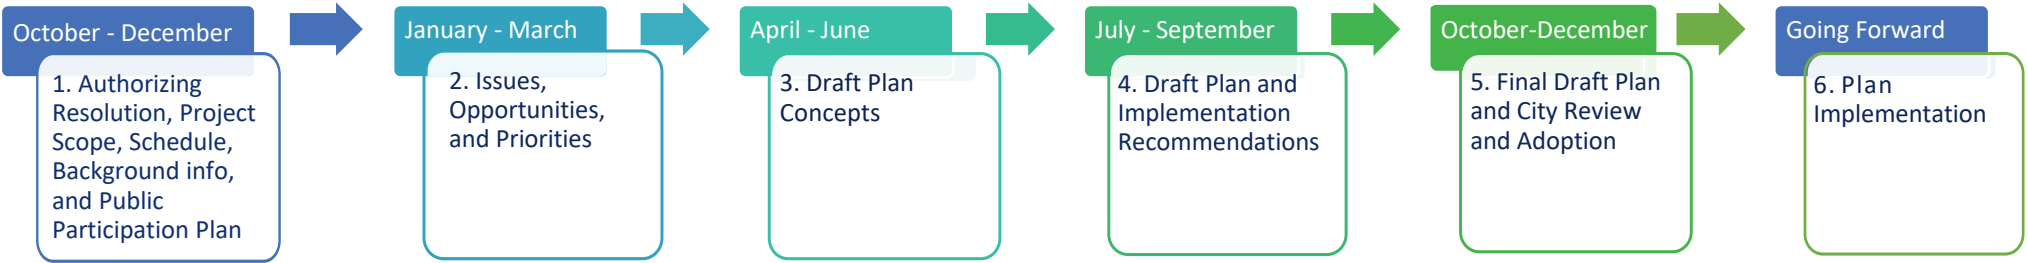 October - December
1. Authorizing
Resolution, Project
Scope, Schedule,
Background info,
and Public
Participation Plan
January - March
2. Issues,
Opportunities,
and Priorities
April - June
3. Draft Plan
Concepts
July - September
4. Draft Plan and
Implementation
Recommendations
October-December
5. Final Draft Plan
and City Review
and Adoption
Going Forward
6. Plan
Implementation